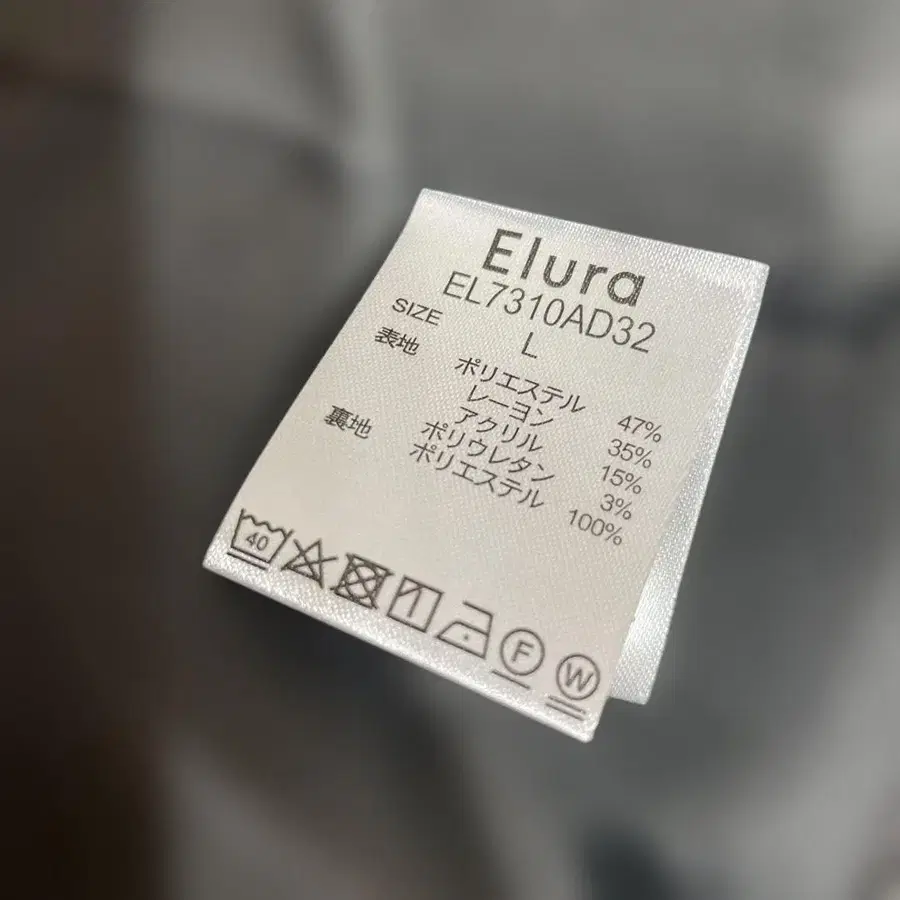 Elura
EL7310AD32
SIZE L
表地 ポリエステル 47%
レーヨン 35%
アクリル 15%
ポリウレタン 3%
裏地 ポリエステル 100%
40
F
W